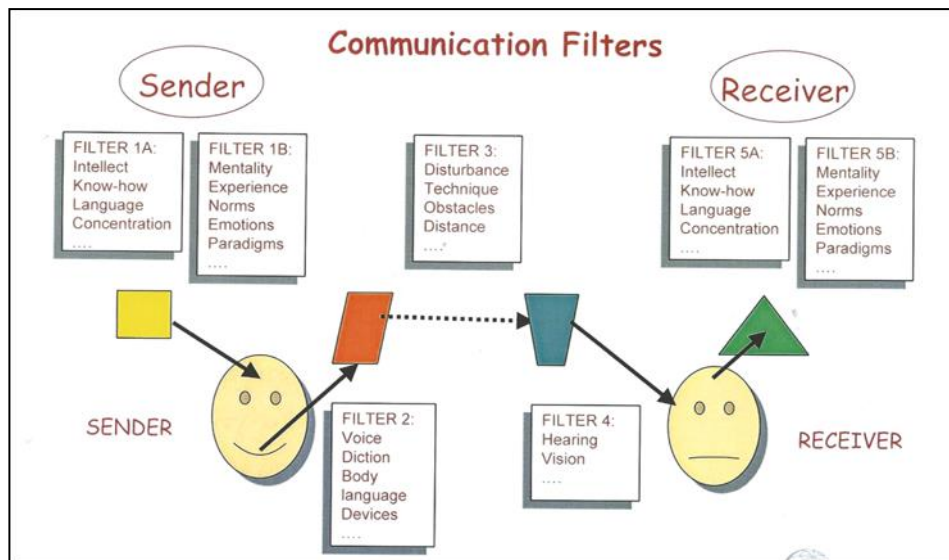 Communication Filters
Sender
Receiver
FILTER 1A:
Intellect
Know-how
Language
Concentration
....
FILTER 1B:
Mentality
Experience
Norms
Emotions
Paradigms
....
FILTER 3:
Disturbance
Technique
Obstacles
Distance
....
FILTER 5A:
Intellect
Know-how
Language
Concentration
....
FILTER 5B:
Mentality
Experience
Norms
Emotions
Paradigms
....
SENDER
FILTER 2:
Voice
Diction
Body
language
Devices
....
FILTER 4:
Hearing
Vision
....
RECEIVER